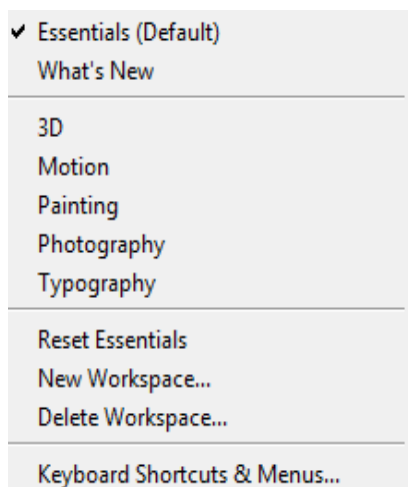 Essentials (Default)
What's New
3D
Motion
Painting
Photography
Typography
Reset Essentials
New Workspace...
Delete Workspace...
Keyboard Shortcuts & Menus...